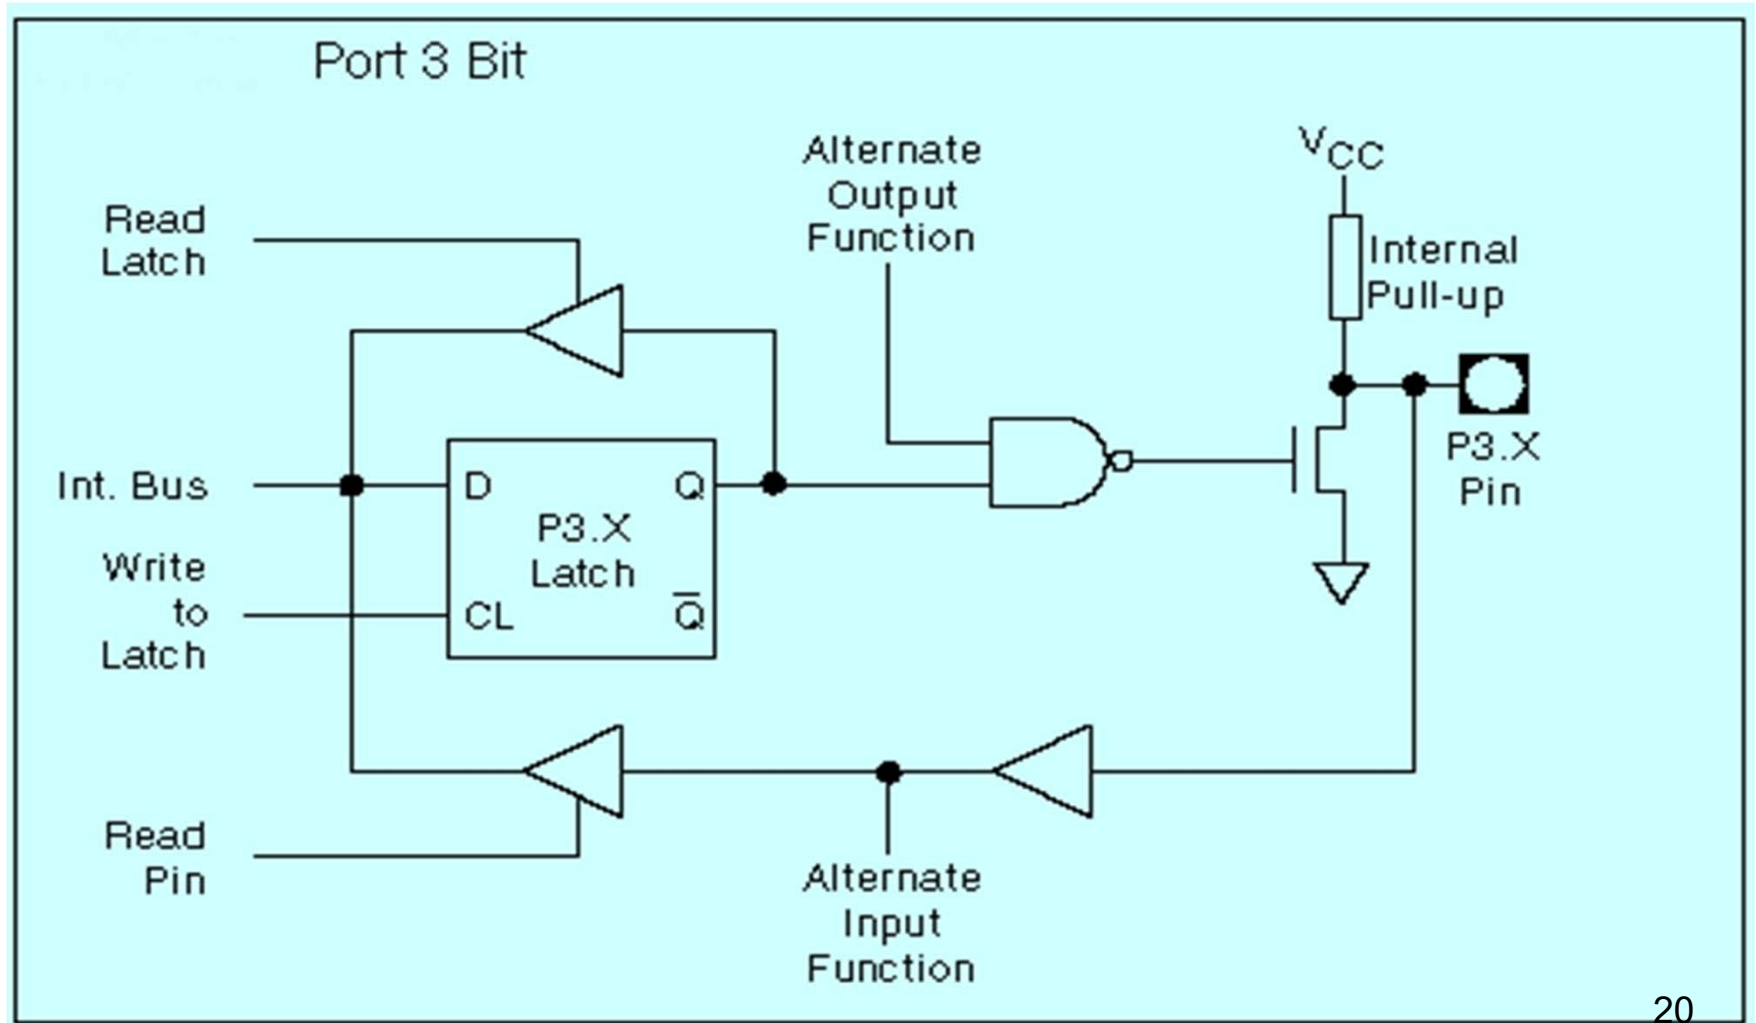 Port 3 Bit
Alternate
Output
Function
VCC
Read
Latch
Internal
Pull-up
Int. Bus
D
Q
P3.X
Latch
P3.X
Pin
Write
to
Latch
CL
Q̅
Read
Pin
Alternate
Input
Function
20